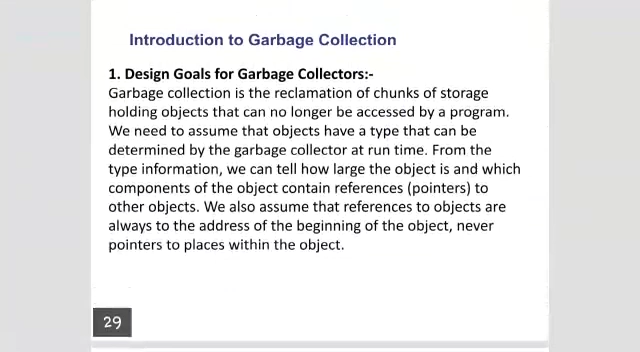 Introduction to Garbage Collection
1. Design Goals for Garbage Collectors:-
Garbage collection is the reclamation of chunks of storage
holding objects that can no longer be accessed by a program.
We need to assume that objects have a type that can be
determined by the garbage collector at run time. From the
type information, we can tell how large the object is and which
components of the object contain references (pointers) to
other objects. We also assume that references to objects are
always to the address of the beginning of the object, never
pointers to places within the object.
29